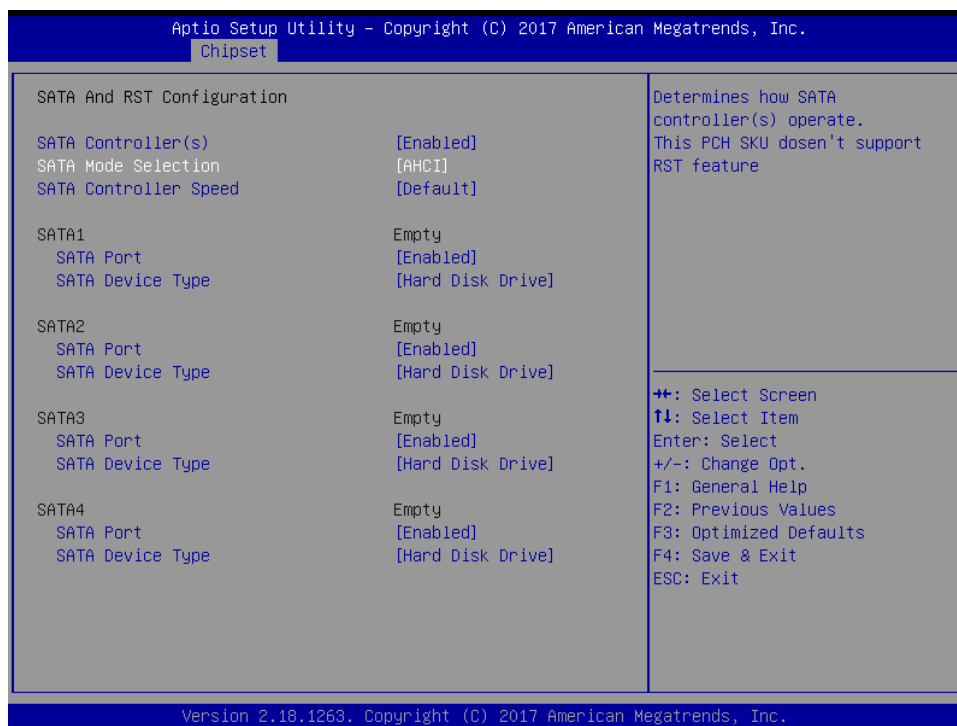 Aptio Setup Utility – Copyright (C) 2017 American Megatrends, Inc.
Chipset
SATA And RST Configuration
SATA Controller(s) [Enabled]
SATA Mode Selection [AHCI]
SATA Controller Speed [Default]
SATA1 Empty
SATA Port [Enabled]
SATA Device Type [Hard Disk Drive]
SATA2 Empty
SATA Port [Enabled]
SATA Device Type [Hard Disk Drive]
SATA3 Empty
SATA Port [Enabled]
SATA Device Type [Hard Disk Drive]
SATA4 Empty
SATA Port [Enabled]
SATA Device Type [Hard Disk Drive]
Determines how SATA
controller(s) operate.
This PCH SKU dosen't support
RST feature
→←: Select Screen
↑↓: Select Item
Enter: Select
+/-: Change Opt.
F1: General Help
F2: Previous Values
F3: Optimized Defaults
F4: Save & Exit
ESC: Exit
Version 2.18.1263. Copyright (C) 2017 American Megatrends, Inc.